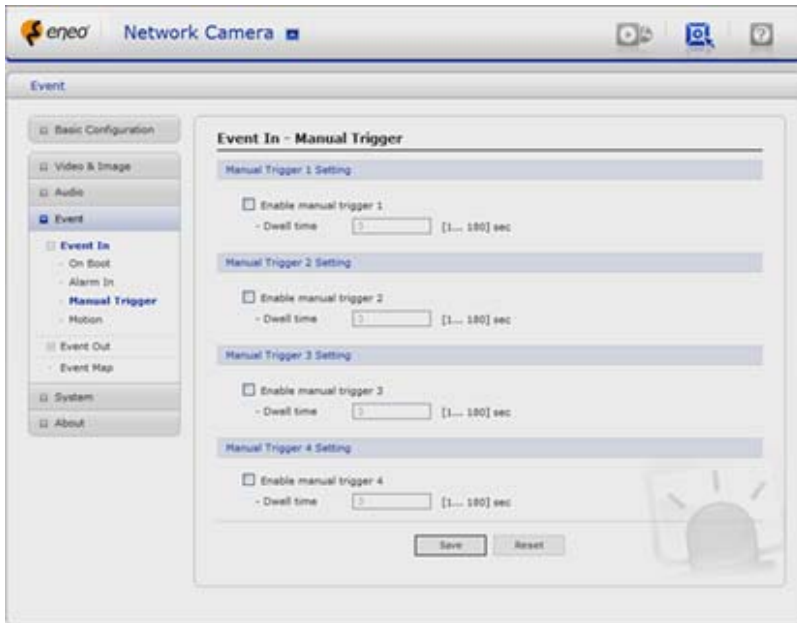 eneo Network Camera
Event
Basic Configuration
Video & Image
Audio
Event
Event In
- On Boot
- Alarm In
- Manual Trigger
- Motion
Event Out
- Event Map
System
About
Event In - Manual Trigger
Manual Trigger 1 Setting
Enable manual trigger 1
- Dwell time [1... 180] sec
Manual Trigger 2 Setting
Enable manual trigger 2
- Dwell time [1... 180] sec
Manual Trigger 3 Setting
Enable manual trigger 3
- Dwell time [1... 180] sec
Manual Trigger 4 Setting
Enable manual trigger 4
- Dwell time [1... 180] sec
Save Reset